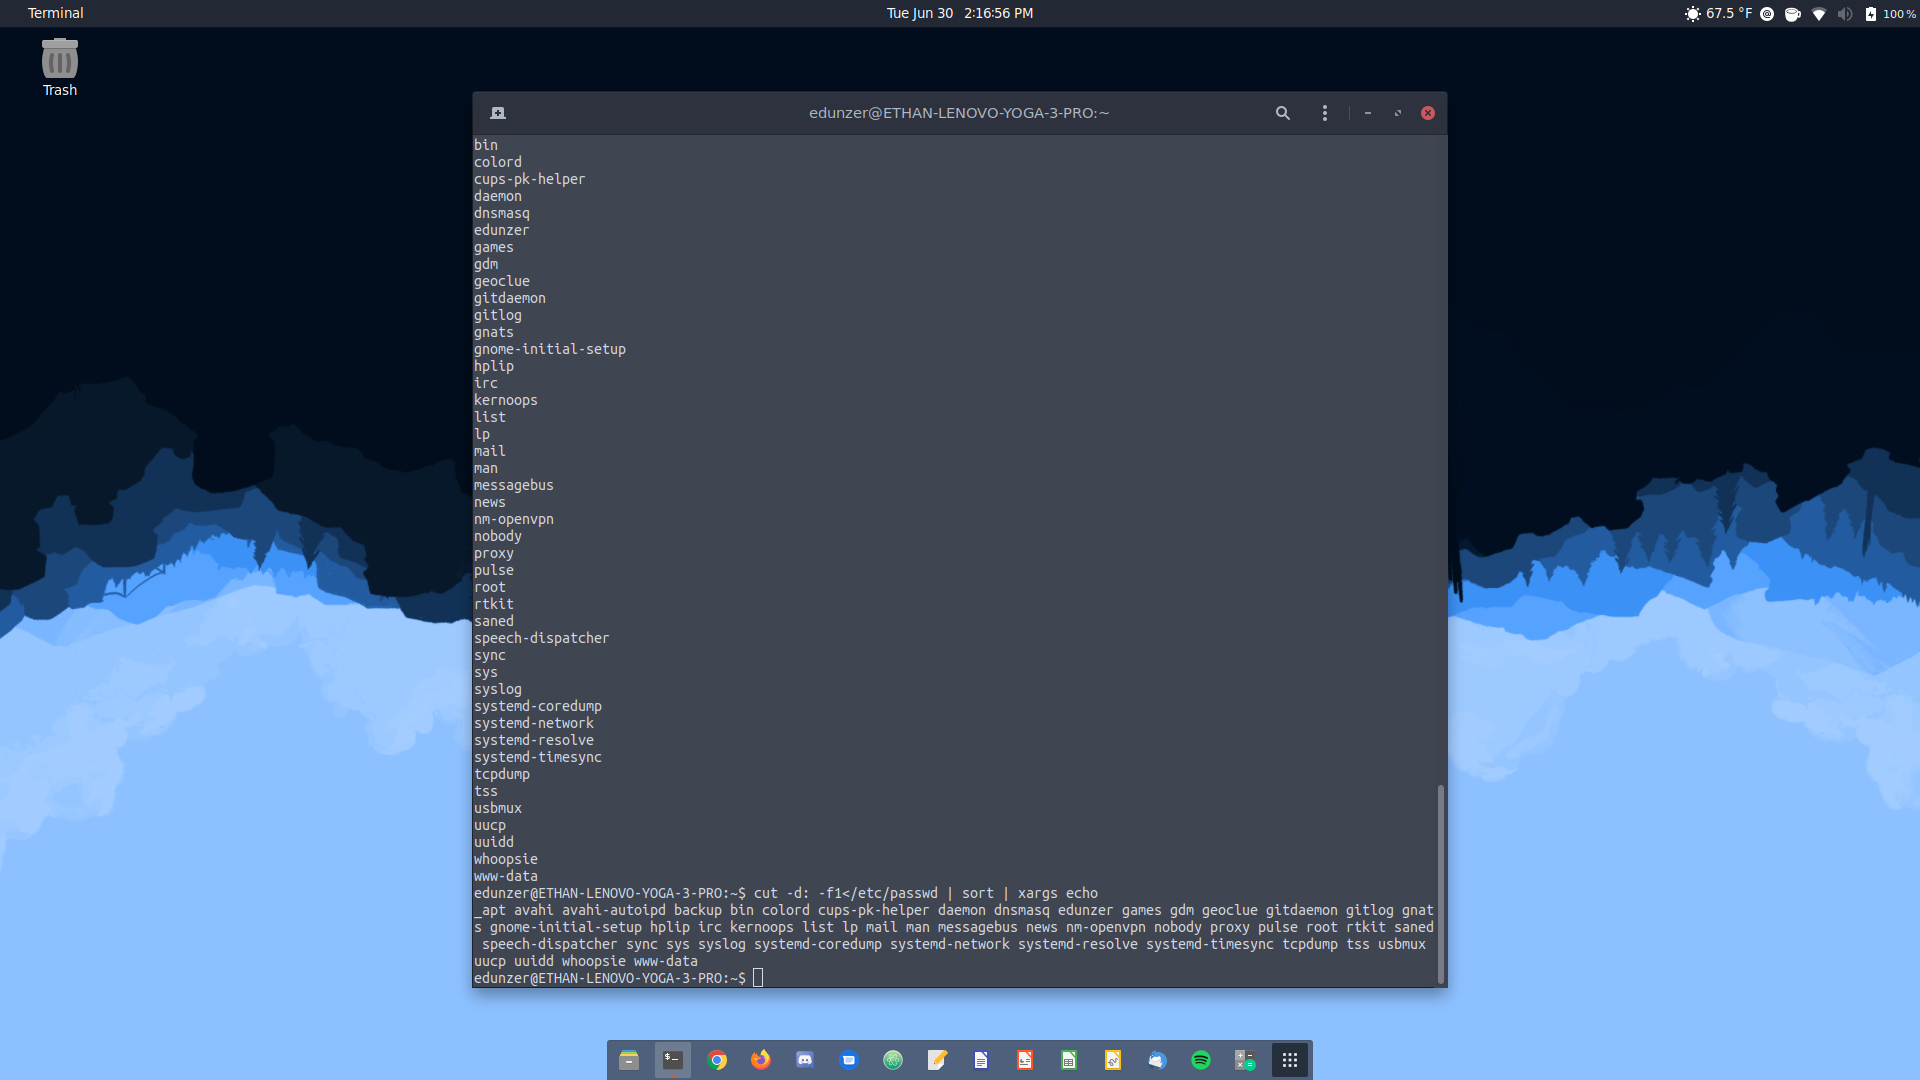 Terminal
Tue Jun 30 2:16:56 PM
67.5 °F
100 %
Trash
edunzer@ETHAN-LENOVO-YOGA-3-PRO:~
bin
colord
cups-pk-helper
daemon
dnsmasq
edunzer
games
gdm
geoclue
gitdaemon
gitlog
gnats
gnome-initial-setup
hplip
irc
kernoops
list
lp
mail
man
messagebus
news
nm-openvpn
nobody
proxy
pulse
root
rtkit
saned
speech-dispatcher
sync
sys
syslog
systemd-coredump
systemd-network
systemd-resolve
systemd-timesync
tcpdump
tss
usbmux
uucp
uuidd
whoopsie
www-data
edunzer@ETHAN-LENOVO-YOGA-3-PRO:~$ cut -d: -f1</etc/passwd | sort | xargs echo
_apt avahi avahi-autoipd backup bin colord cups-pk-helper daemon dnsmasq edunzer games gdm geoclue gitdaemon gitlog gnat
s gnome-initial-setup hplip irc kernoops list lp mail man messagebus news nm-openvpn nobody proxy pulse root rtkit saned
speech-dispatcher sync sys syslog systemd-coredump systemd-network systemd-resolve systemd-timesync tcpdump tss usbmux
uucp uuidd whoopsie www-data
edunzer@ETHAN-LENOVO-YOGA-3-PRO:~$